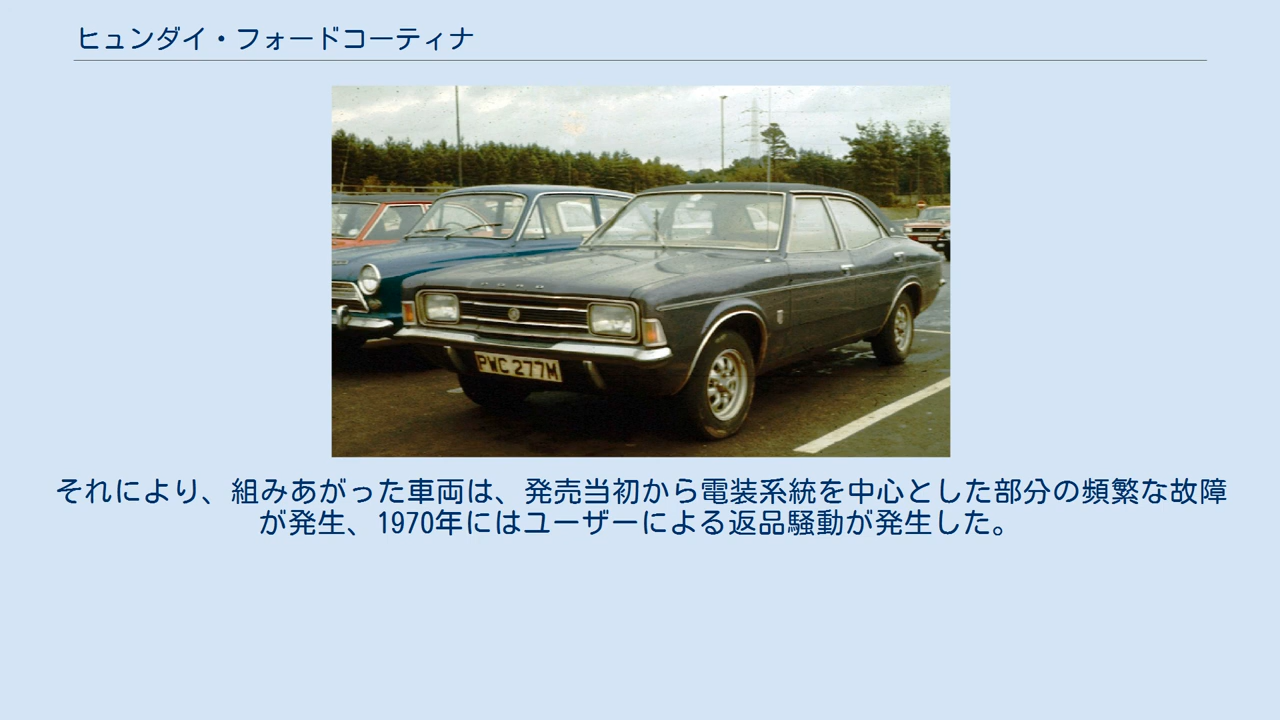 ヒュンダイ・フォードコーティナ
FORD
PWC 277M
それにより、組みあがった車両は、発売当初から電装系統を中心とした部分の頻繁な故障
が発生、1970年にはユーザーによる返品騒動が発生した。